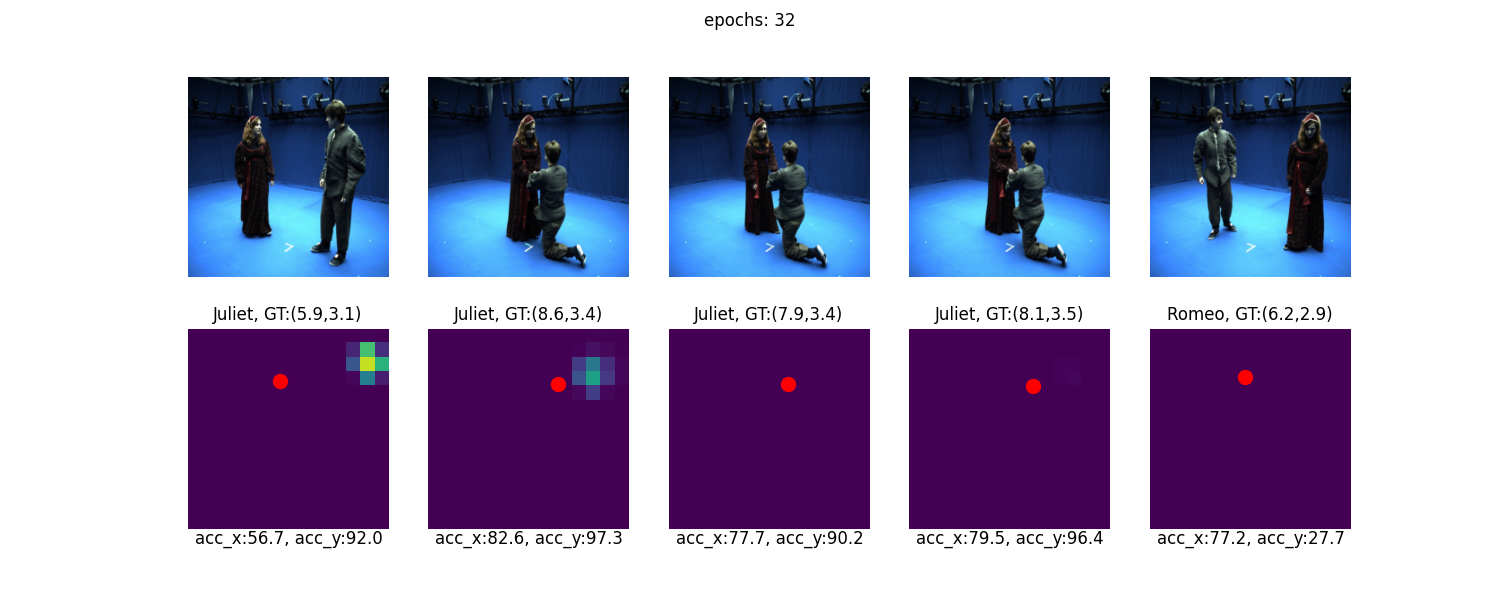 epochs: 32
Juliet, GT:(5.9,3.1)
Juliet, GT:(8.6,3.4)
Juliet, GT:(7.9,3.4)
Juliet, GT:(8.1,3.5)
Romeo, GT:(6.2,2.9)
acc_x:56.7, acc_y:92.0
acc_x:82.6, acc_y:97.3
acc_x:77.7, acc_y:90.2
acc_x:79.5, acc_y:96.4
acc_x:77.2, acc_y:27.7